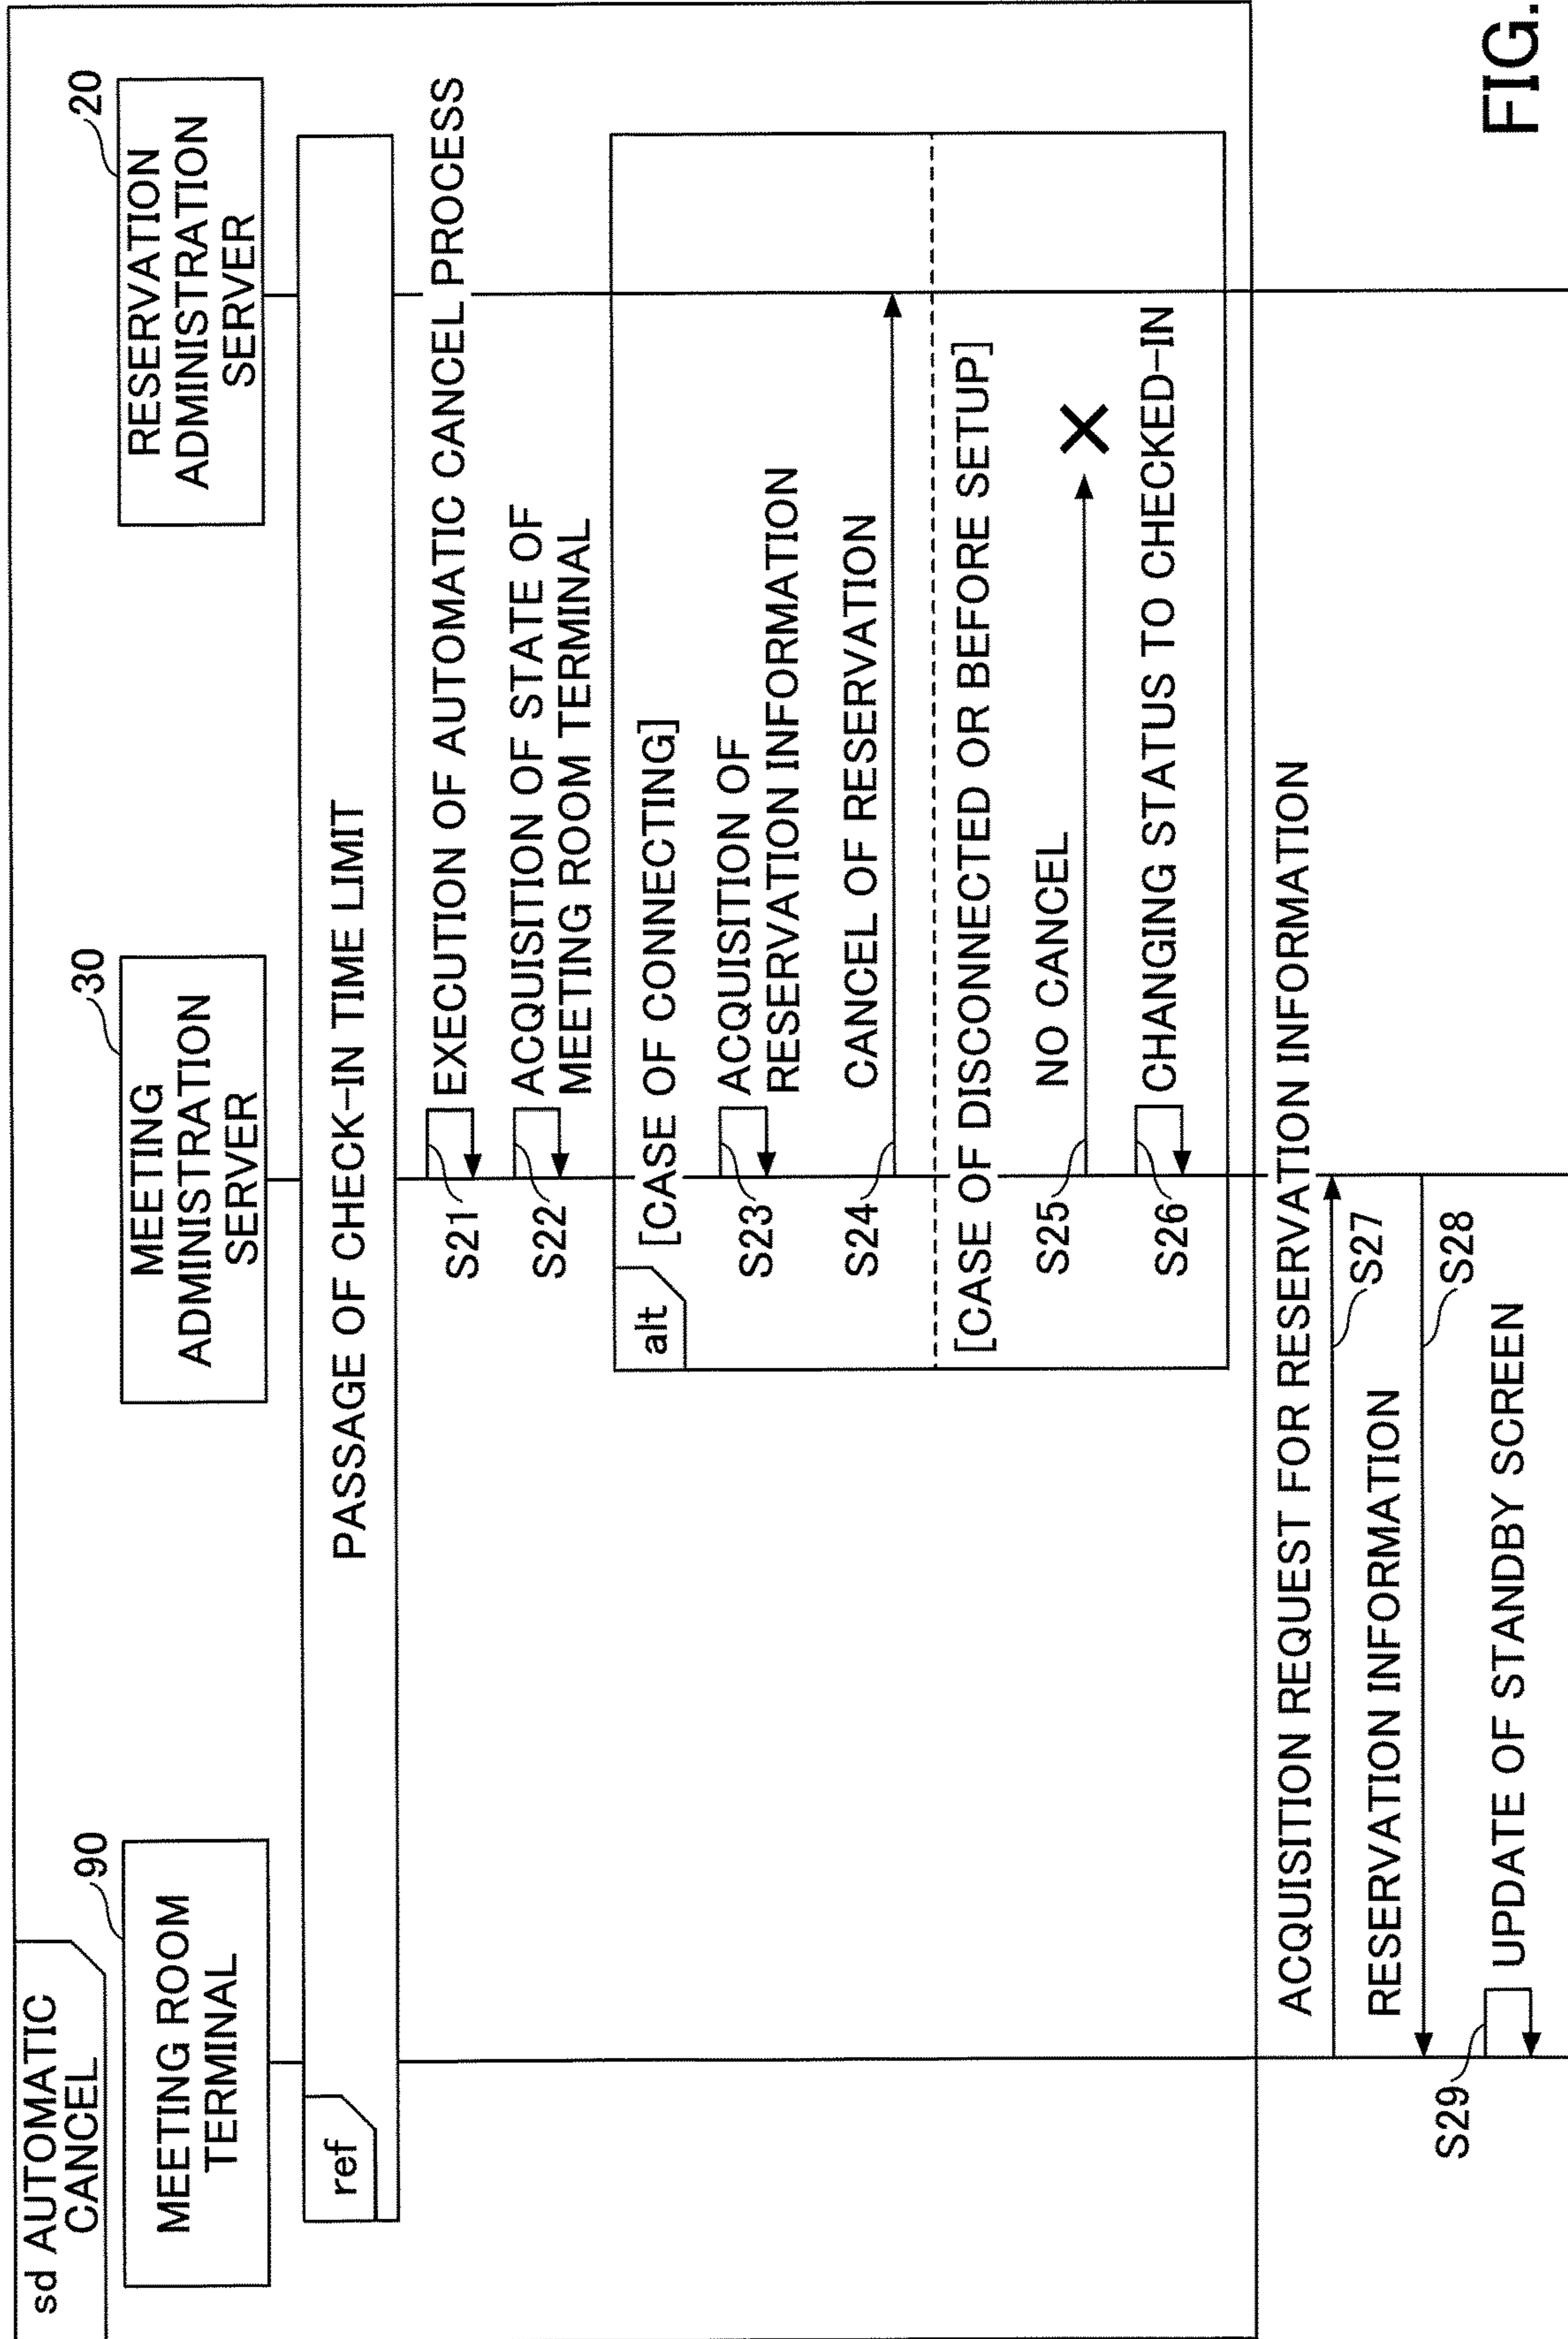 sd AUTOMATIC
CANCEL
90
MEETING ROOM
TERMINAL
30
MEETING
ADMINISTRATION
SERVER
20
RESERVATION
ADMINISTRATION
SERVER
ref
PASSAGE OF CHECK-IN TIME LIMIT
S21
EXECUTION OF AUTOMATIC CANCEL PROCESS
S22
ACQUISITION OF STATE OF
MEETING ROOM TERMINAL
alt
[CASE OF CONNECTING]
S23
ACQUISITION OF
RESERVATION INFORMATION
S24
CANCEL OF RESERVATION
[CASE OF DISCONNECTED OR BEFORE SETUP]
S25
NO CANCEL
S26
CHANGING STATUS TO CHECKED-IN
ACQUISITION REQUEST FOR RESERVATION INFORMATION
S27
RESERVATION INFORMATION
S28
S29
UPDATE OF STANDBY SCREEN
FIG.